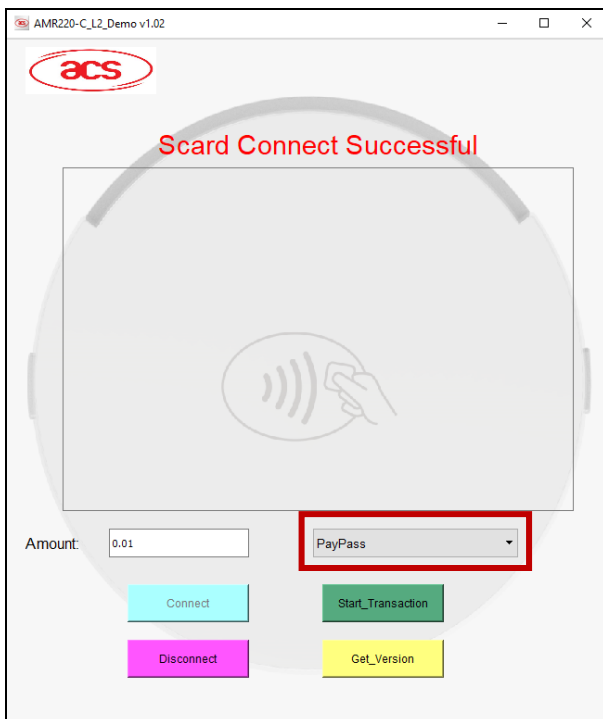 AMR220-C_L2_Demo v1.02
acs
Scard Connect Successful
Amount: 0.01 PayPass
Connect Start_Transaction
Disconnect Get_Version